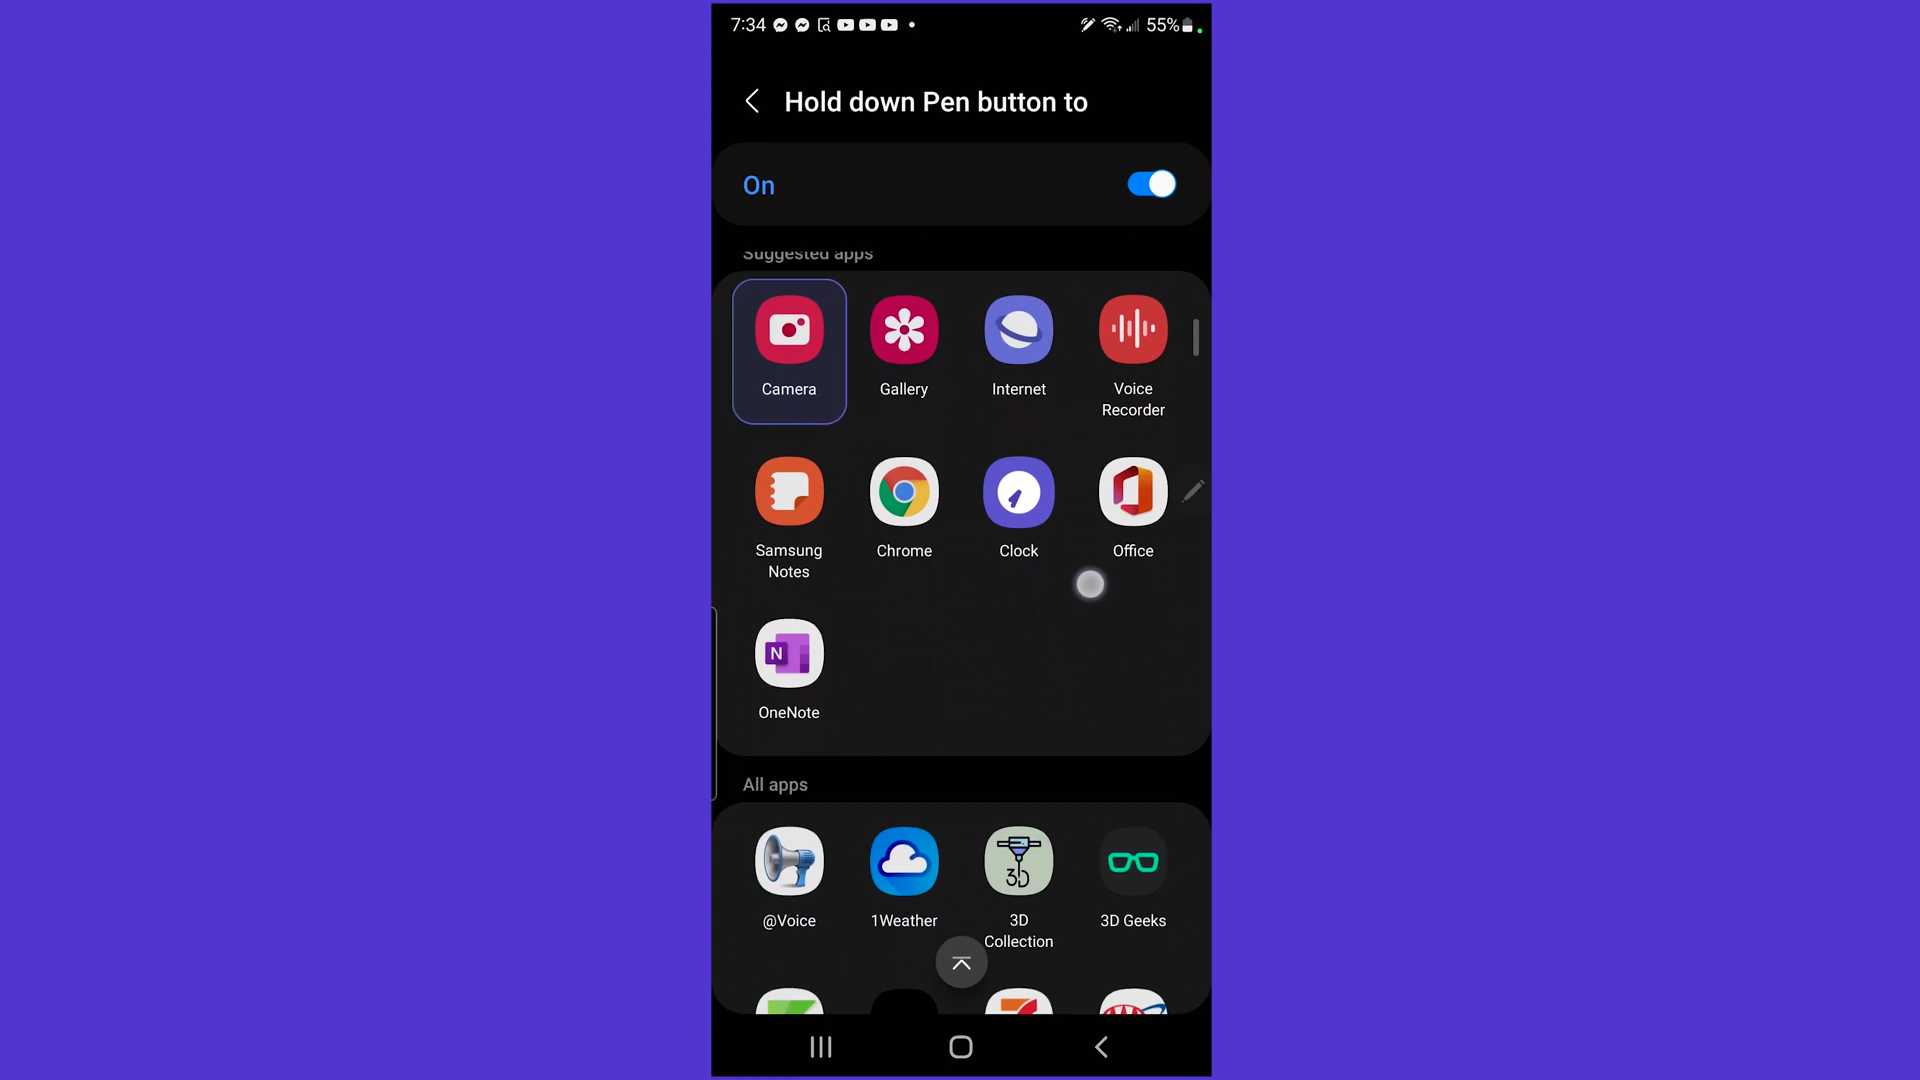 7:34
55%
Hold down Pen button to
On
Suggested apps
Camera
Gallery
Internet
Voice
Recorder
Samsung
Notes
Chrome
Clock
Office
N
OneNote
All apps
@Voice
1Weather
3D
3D
Collection
3D Geeks